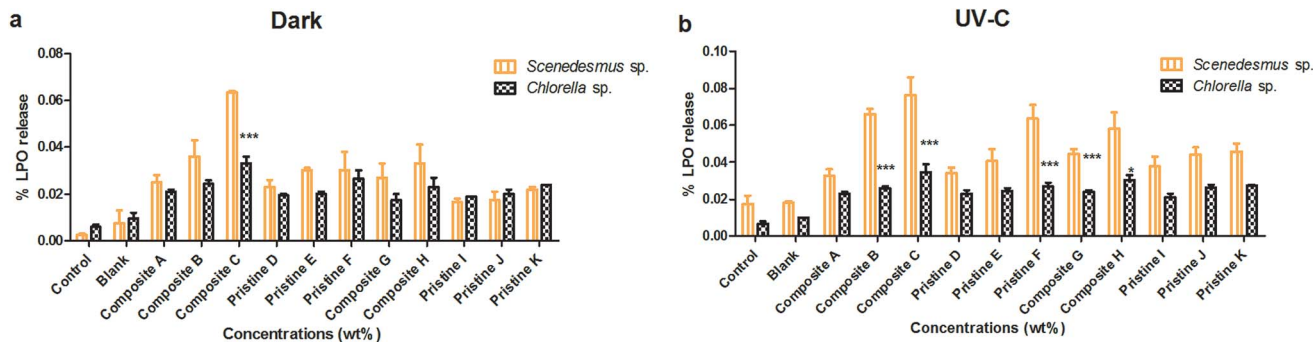 a
Dark
% LPO release
0.08
0.06
0.04
0.02
0.00
Scenedesmus sp.
Chlorella sp.
***
Control
Blank
Composite A
Composite B
Composite C
Pristine D
Pristine E
Pristine F
Composite G
Composite H
Pristine I
Pristine J
Pristine K
Concentrations (wt%)
b
UV-C
% LPO release
0.10
0.08
0.06
0.04
0.02
0.00
Scenedesmus sp.
Chlorella sp.
***
***
***
***
*
Control
Blank
Composite A
Composite B
Composite C
Pristine D
Pristine E
Pristine F
Composite G
Composite H
Pristine I
Pristine J
Pristine K
Concentrations (wt%)